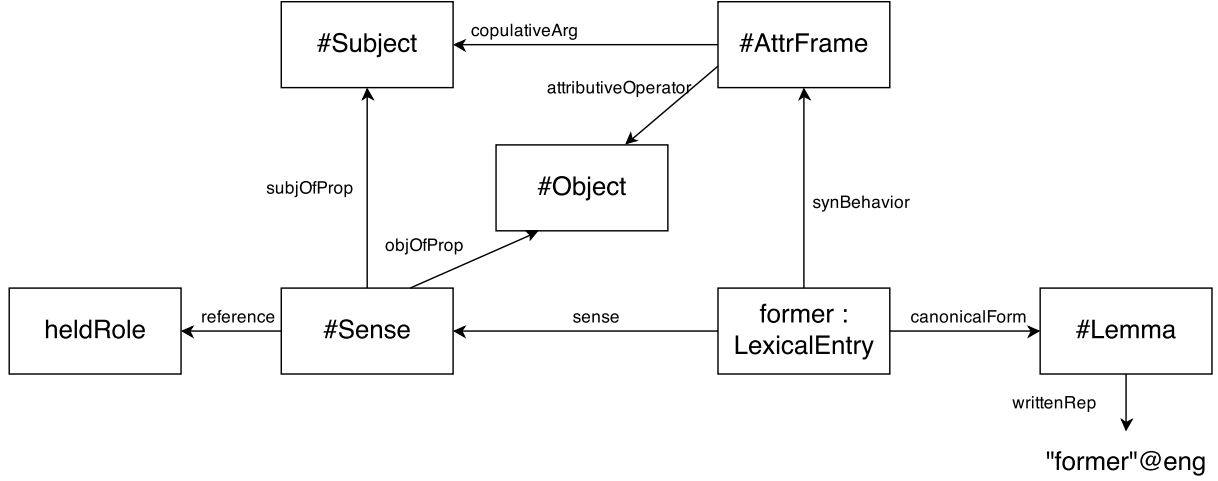 #Subject
copulativeArg
#AttrFrame
attributiveOperator
#Object
subjOfProp
synBehavior
objOfProp
heldRole
reference
#Sense
sense
former :
LexicalEntry
canonicalForm
#Lemma
writtenRep
"former"@eng